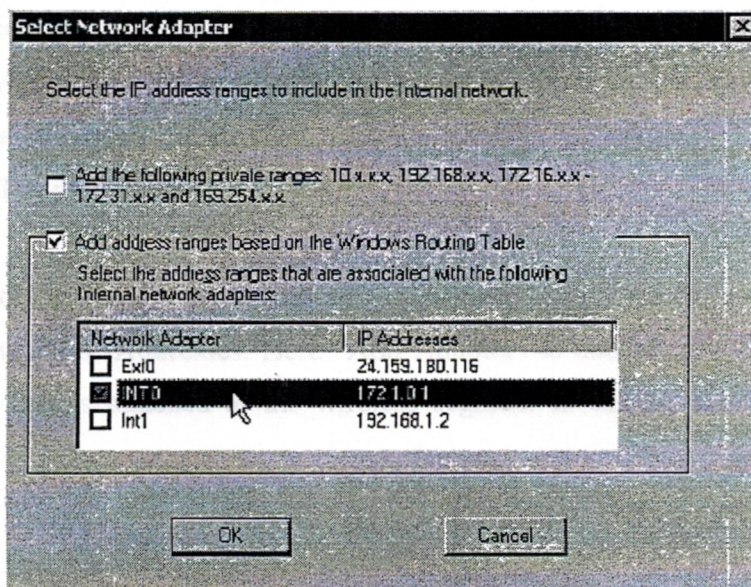 Select Network Adapter
Select the IP address ranges to include in the Internal network.
Add the following private ranges: 10.x.x.x, 192.168.x.x, 172.16.x.x -
172.31.x.x and 169.254.x.x
Add address ranges based on the Windows Routing Table
Select the address ranges that are associated with the following
Internal network adapters:
Network Adapter IP Addresses
Ext0 24.159.180.116
INT0 172.1.0.1
Int1 192.168.1.2
OK Cancel